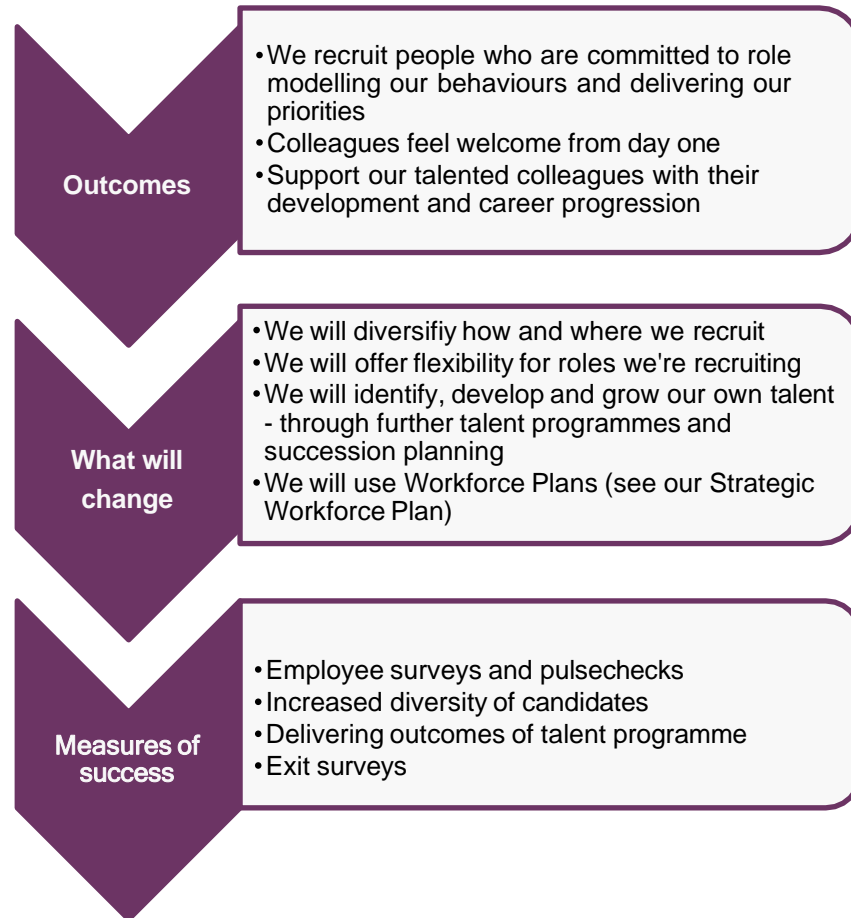 Outcomes
•We recruit people who are committed to role
modelling our behaviours and delivering our
priorities
•Colleagues feel welcome from day one
•Support our talented colleagues with their
development and career progression
What will
change
•We will diversifiy how and where we recruit
•We will offer flexibility for roles we're recruiting
•We will identify, develop and grow our own talent
- through further talent programmes and
succession planning
•We will use Workforce Plans (see our Strategic
Workforce Plan)
Measures of
success
•Employee surveys and pulsechecks
•Increased diversity of candidates
•Delivering outcomes of talent programme
•Exit surveys